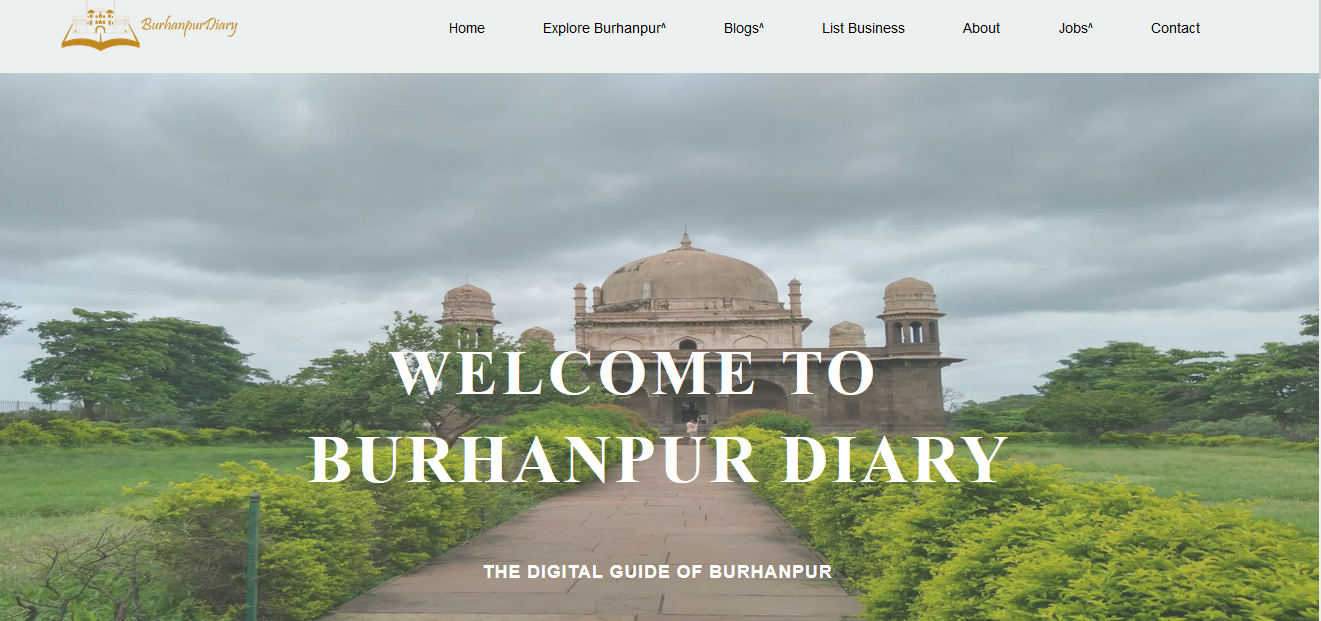 BurhanpurDiary
Home
Explore Burhanpur^
Blogs^
List Business
About
Jobs^
Contact
WELCOME TO
BURHANPUR DIARY
THE DIGITAL GUIDE OF BURHANPUR